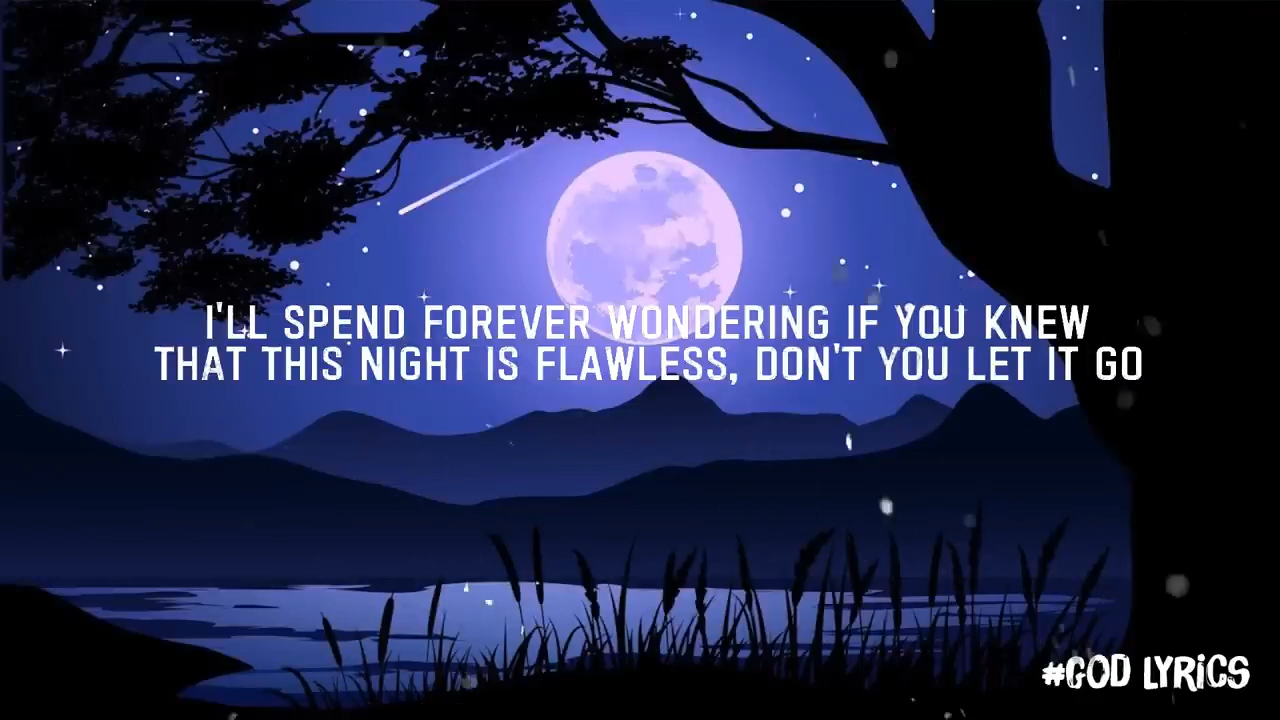 I'LL SPEND FOREVER WONDERING IF YOU KNEW
THAT THIS NIGHT IS FLAWLESS, DON'T YOU LET IT GO
#GOD LYRiCS